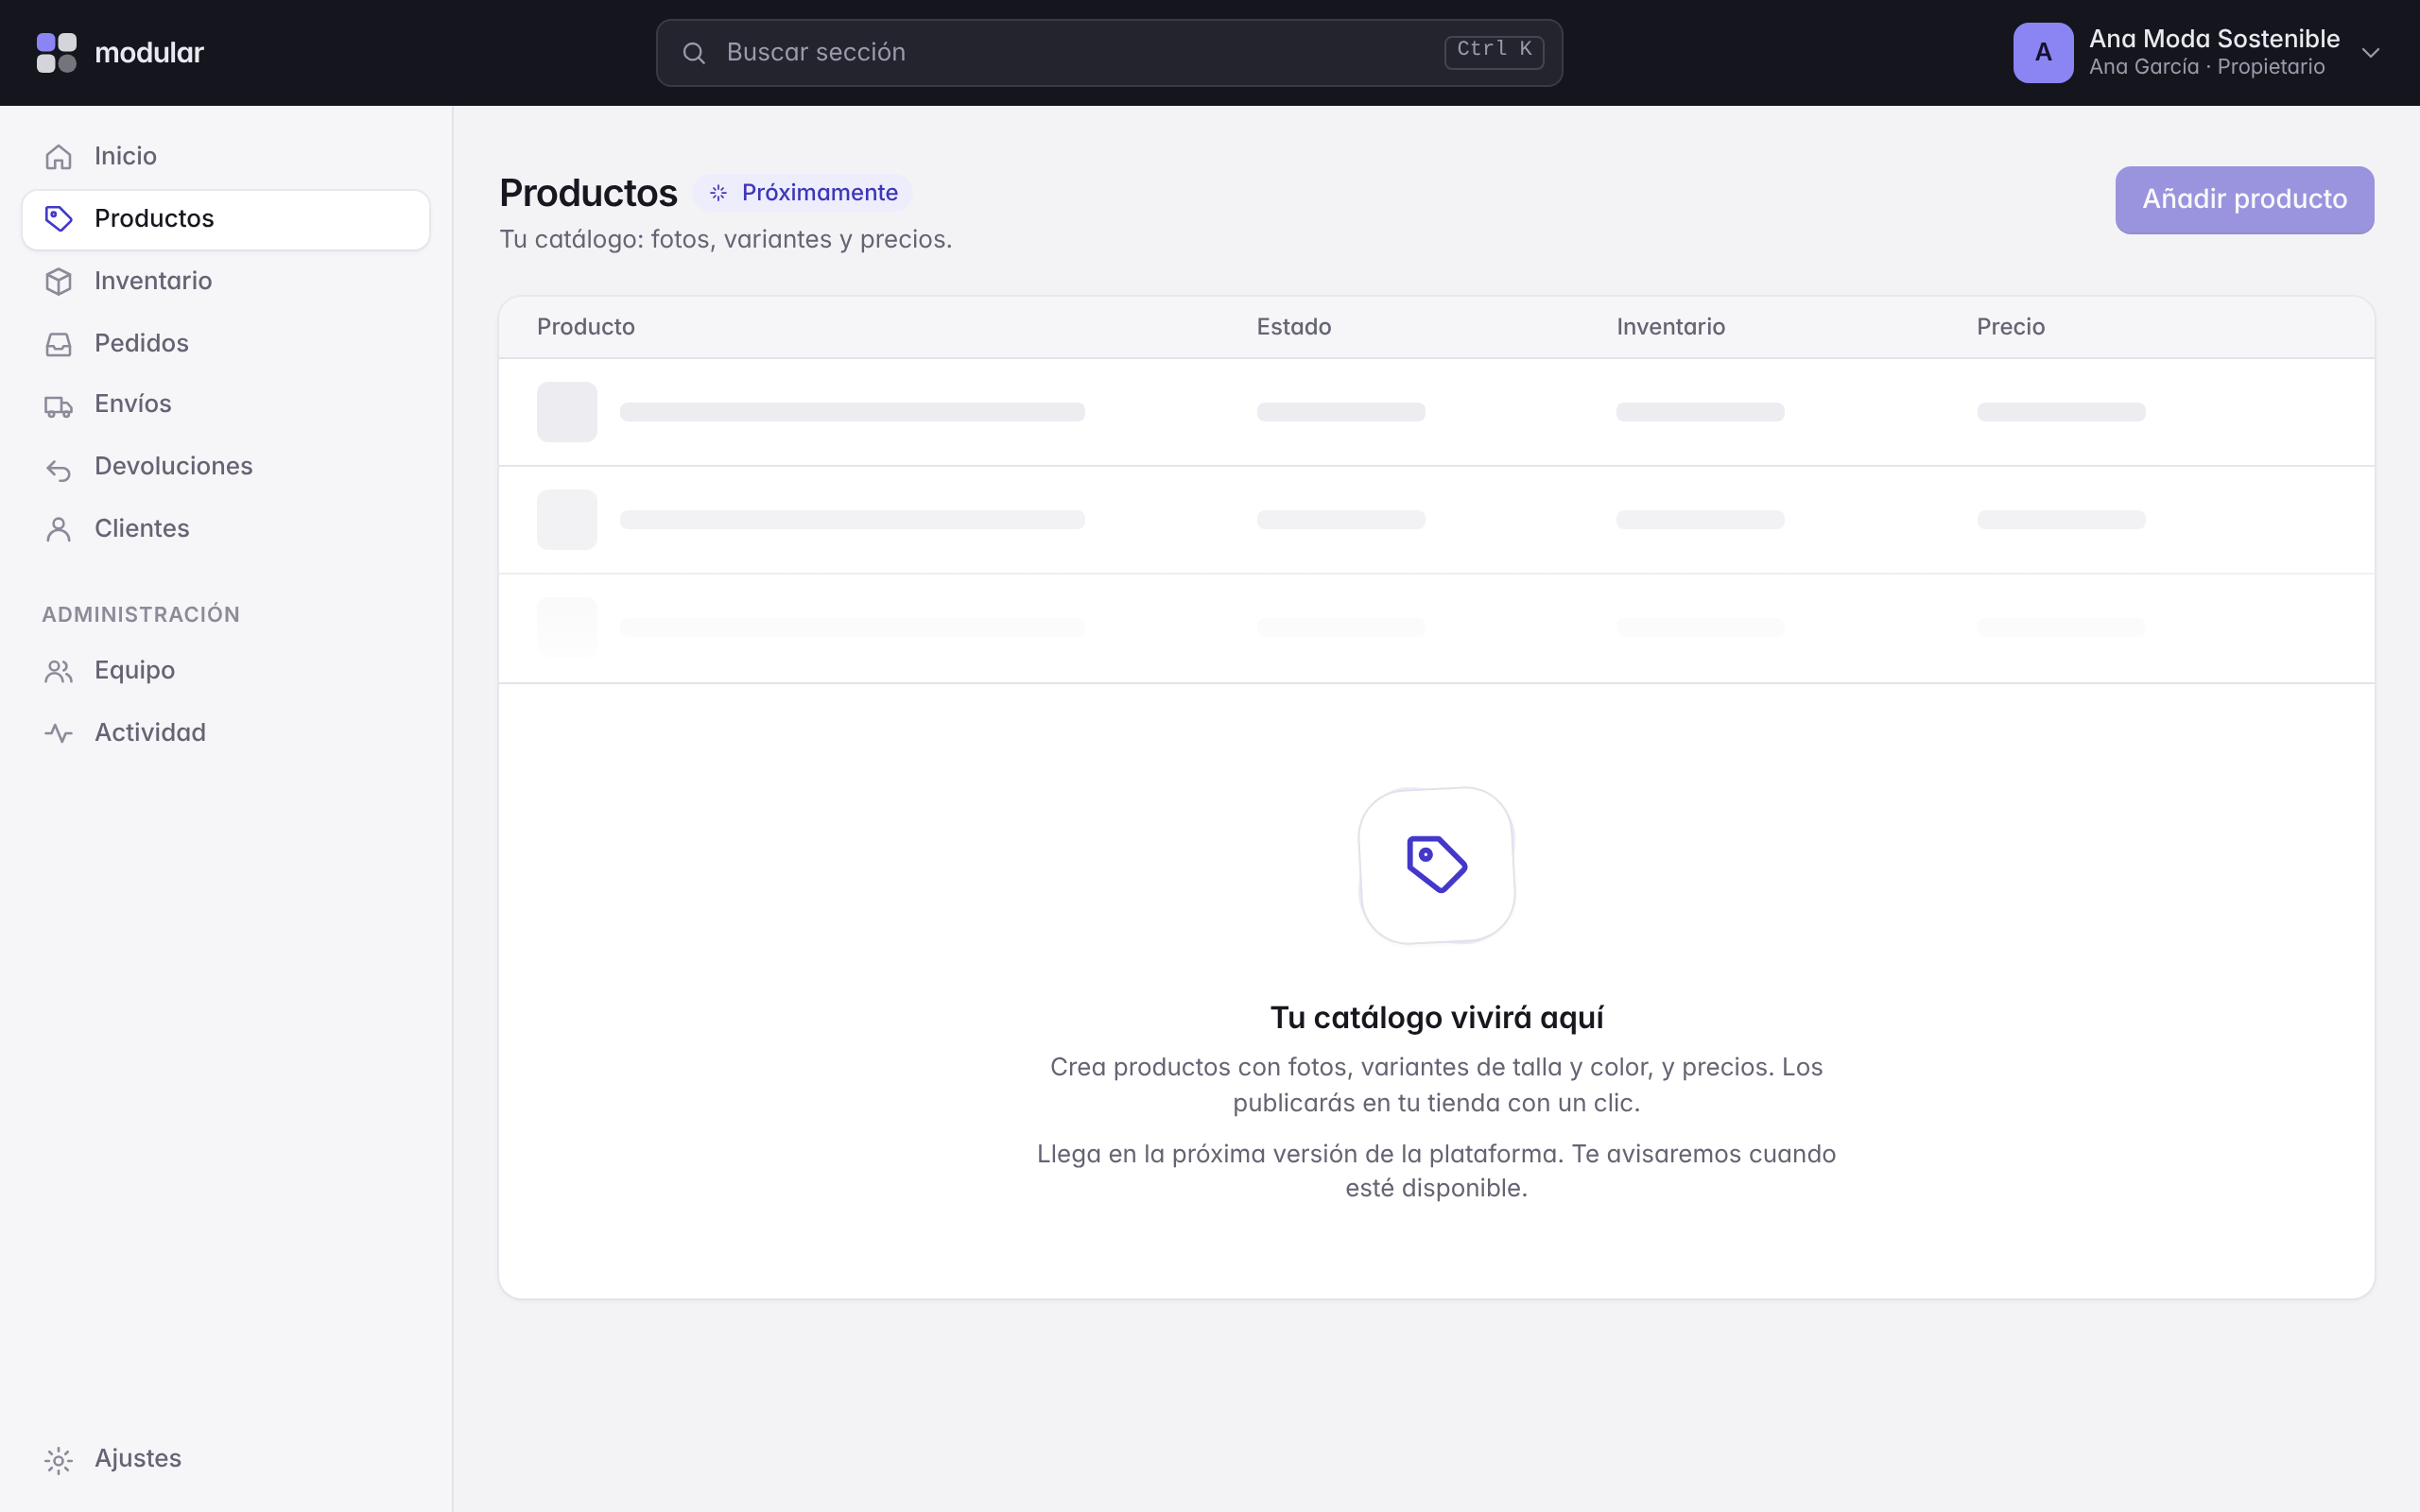 modular
Buscar sección
Ctrl K
A
Ana Moda Sostenible
Ana García · Propietario
Inicio
Productos
Inventario
Pedidos
Envíos
Devoluciones
Clientes
ADMINISTRACIÓN
Equipo
Actividad
Ajustes
Productos
Próximamente
Tu catálogo: fotos, variantes y precios.
Añadir producto
Producto
Estado
Inventario
Precio
Tu catálogo vivirá aquí
Crea productos con fotos, variantes de talla y color, y precios. Los
publicarás en tu tienda con un clic.
Llega en la próxima versión de la plataforma. Te avisaremos cuando
esté disponible.